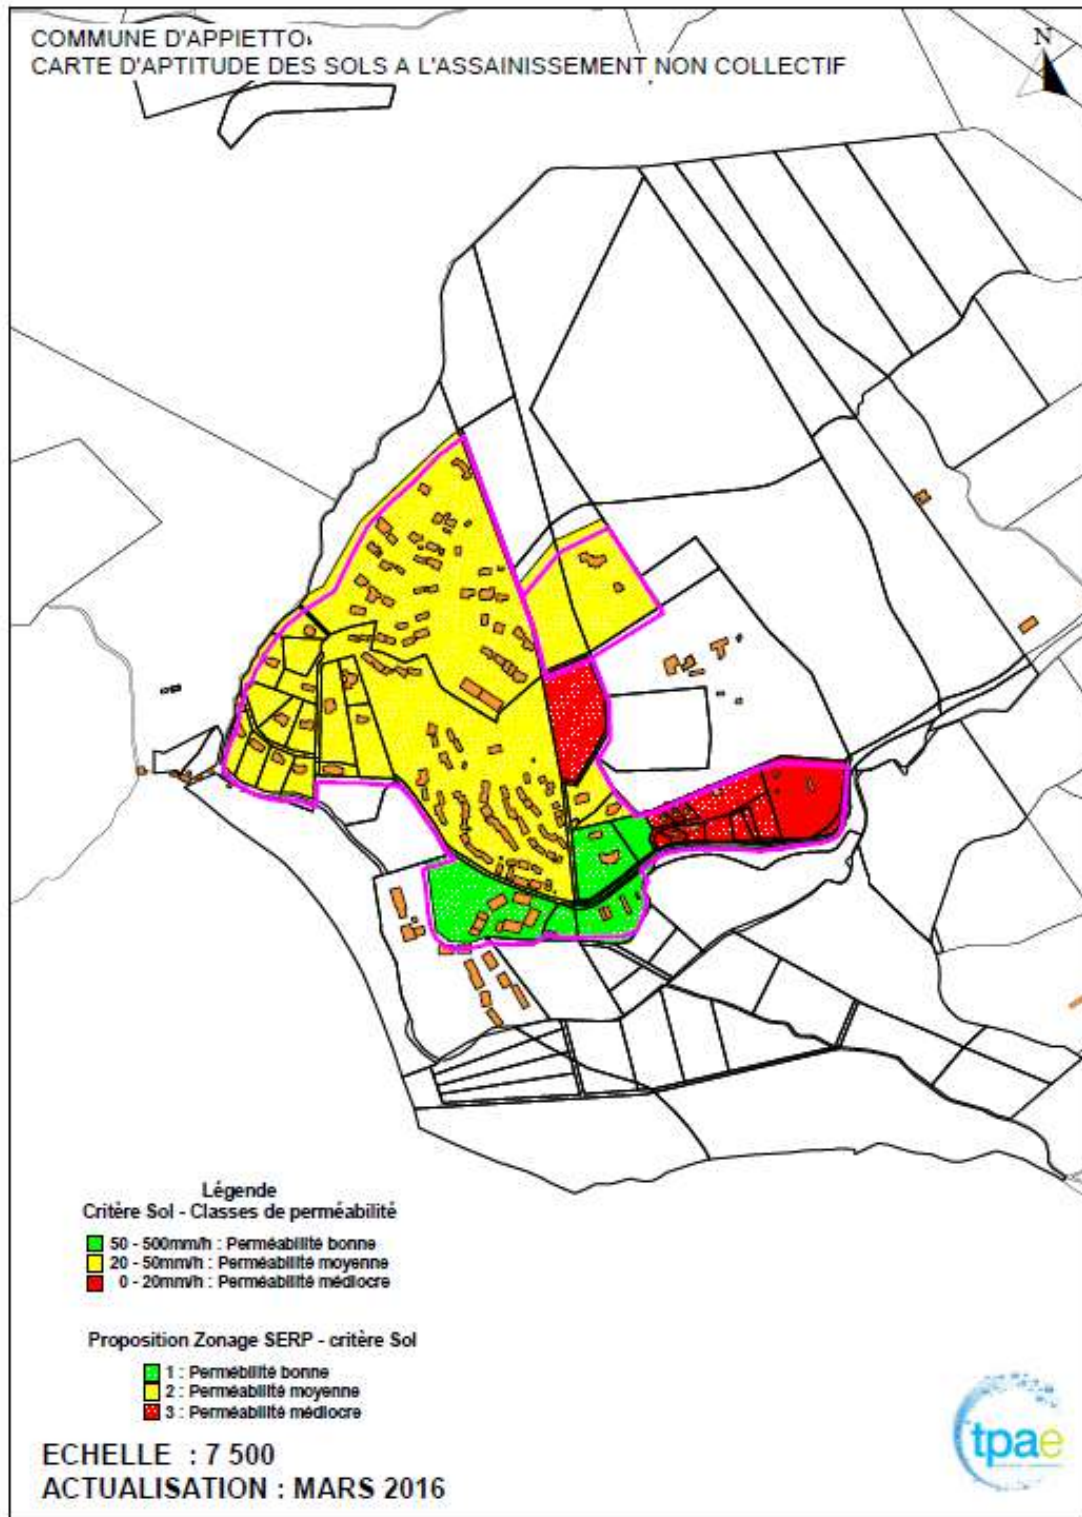 COMMUNE D'APPIETTO
CARTE D'APTITUDE DES SOLS A L'ASSAINISSEMENT NON COLLECTIF
N
Légende
Critère Sol - Classes de perméabilité
50 - 500mm/h : Perméabilité bonne
20 - 50mm/h : Perméabilité moyenne
0 - 20mm/h : Perméabilité médiocre
Proposition Zonage SERP - critère Sol
1 : Permébilité bonne
2 : Perméabilité moyenne
3 : Perméabilité médiocre
ECHELLE : 7 500
ACTUALISATION : MARS 2016
tpae